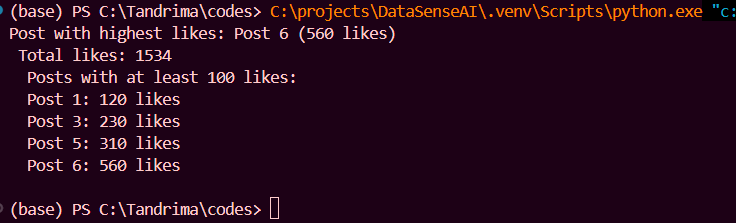 (base) PS C:\Tandrima\codes> C:\projects\DataSenseAI\.venv\Scripts\python.exe "c:
Post with highest likes: Post 6 (560 likes)
Total likes: 1534
Posts with at least 100 likes:
Post 1: 120 likes
Post 3: 230 likes
Post 5: 310 likes
Post 6: 560 likes
(base) PS C:\Tandrima\codes>